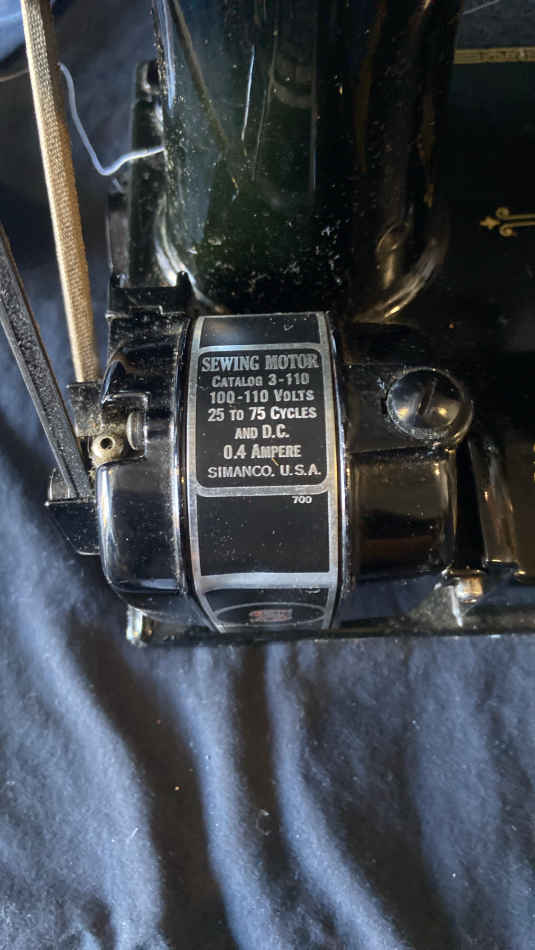 SEWING MOTOR
CATALOG 3-110
100-110 VOLTS
25 TO 75 CYCLES
AND D.C.
0.4 AMPERE
SIMANCO. U.S.A.
700